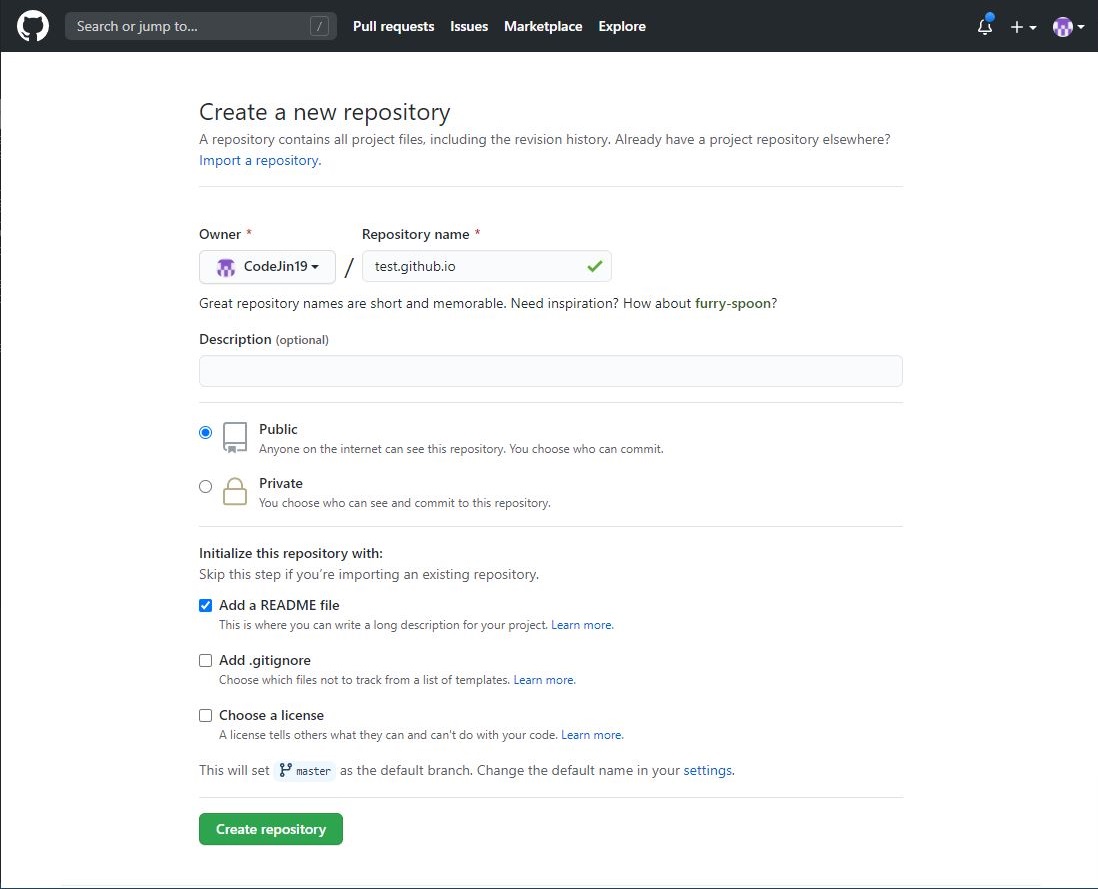 Search or jump to... / Pull requests Issues Marketplace Explore
Create a new repository
A repository contains all project files, including the revision history. Already have a project repository elsewhere?
Import a repository.
Owner * Repository name *
CodeJin19 / test.github.io
Great repository names are short and memorable. Need inspiration? How about furry-spoon?
Description (optional)
Public
Anyone on the internet can see this repository. You choose who can commit.
Private
You choose who can see and commit to this repository.
Initialize this repository with:
Skip this step if you’re importing an existing repository.
Add a README file
This is where you can write a long description for your project. Learn more.
Add .gitignore
Choose which files not to track from a list of templates. Learn more.
Choose a license
A license tells others what they can and can't do with your code. Learn more.
This will set master as the default branch. Change the default name in your settings.
Create repository